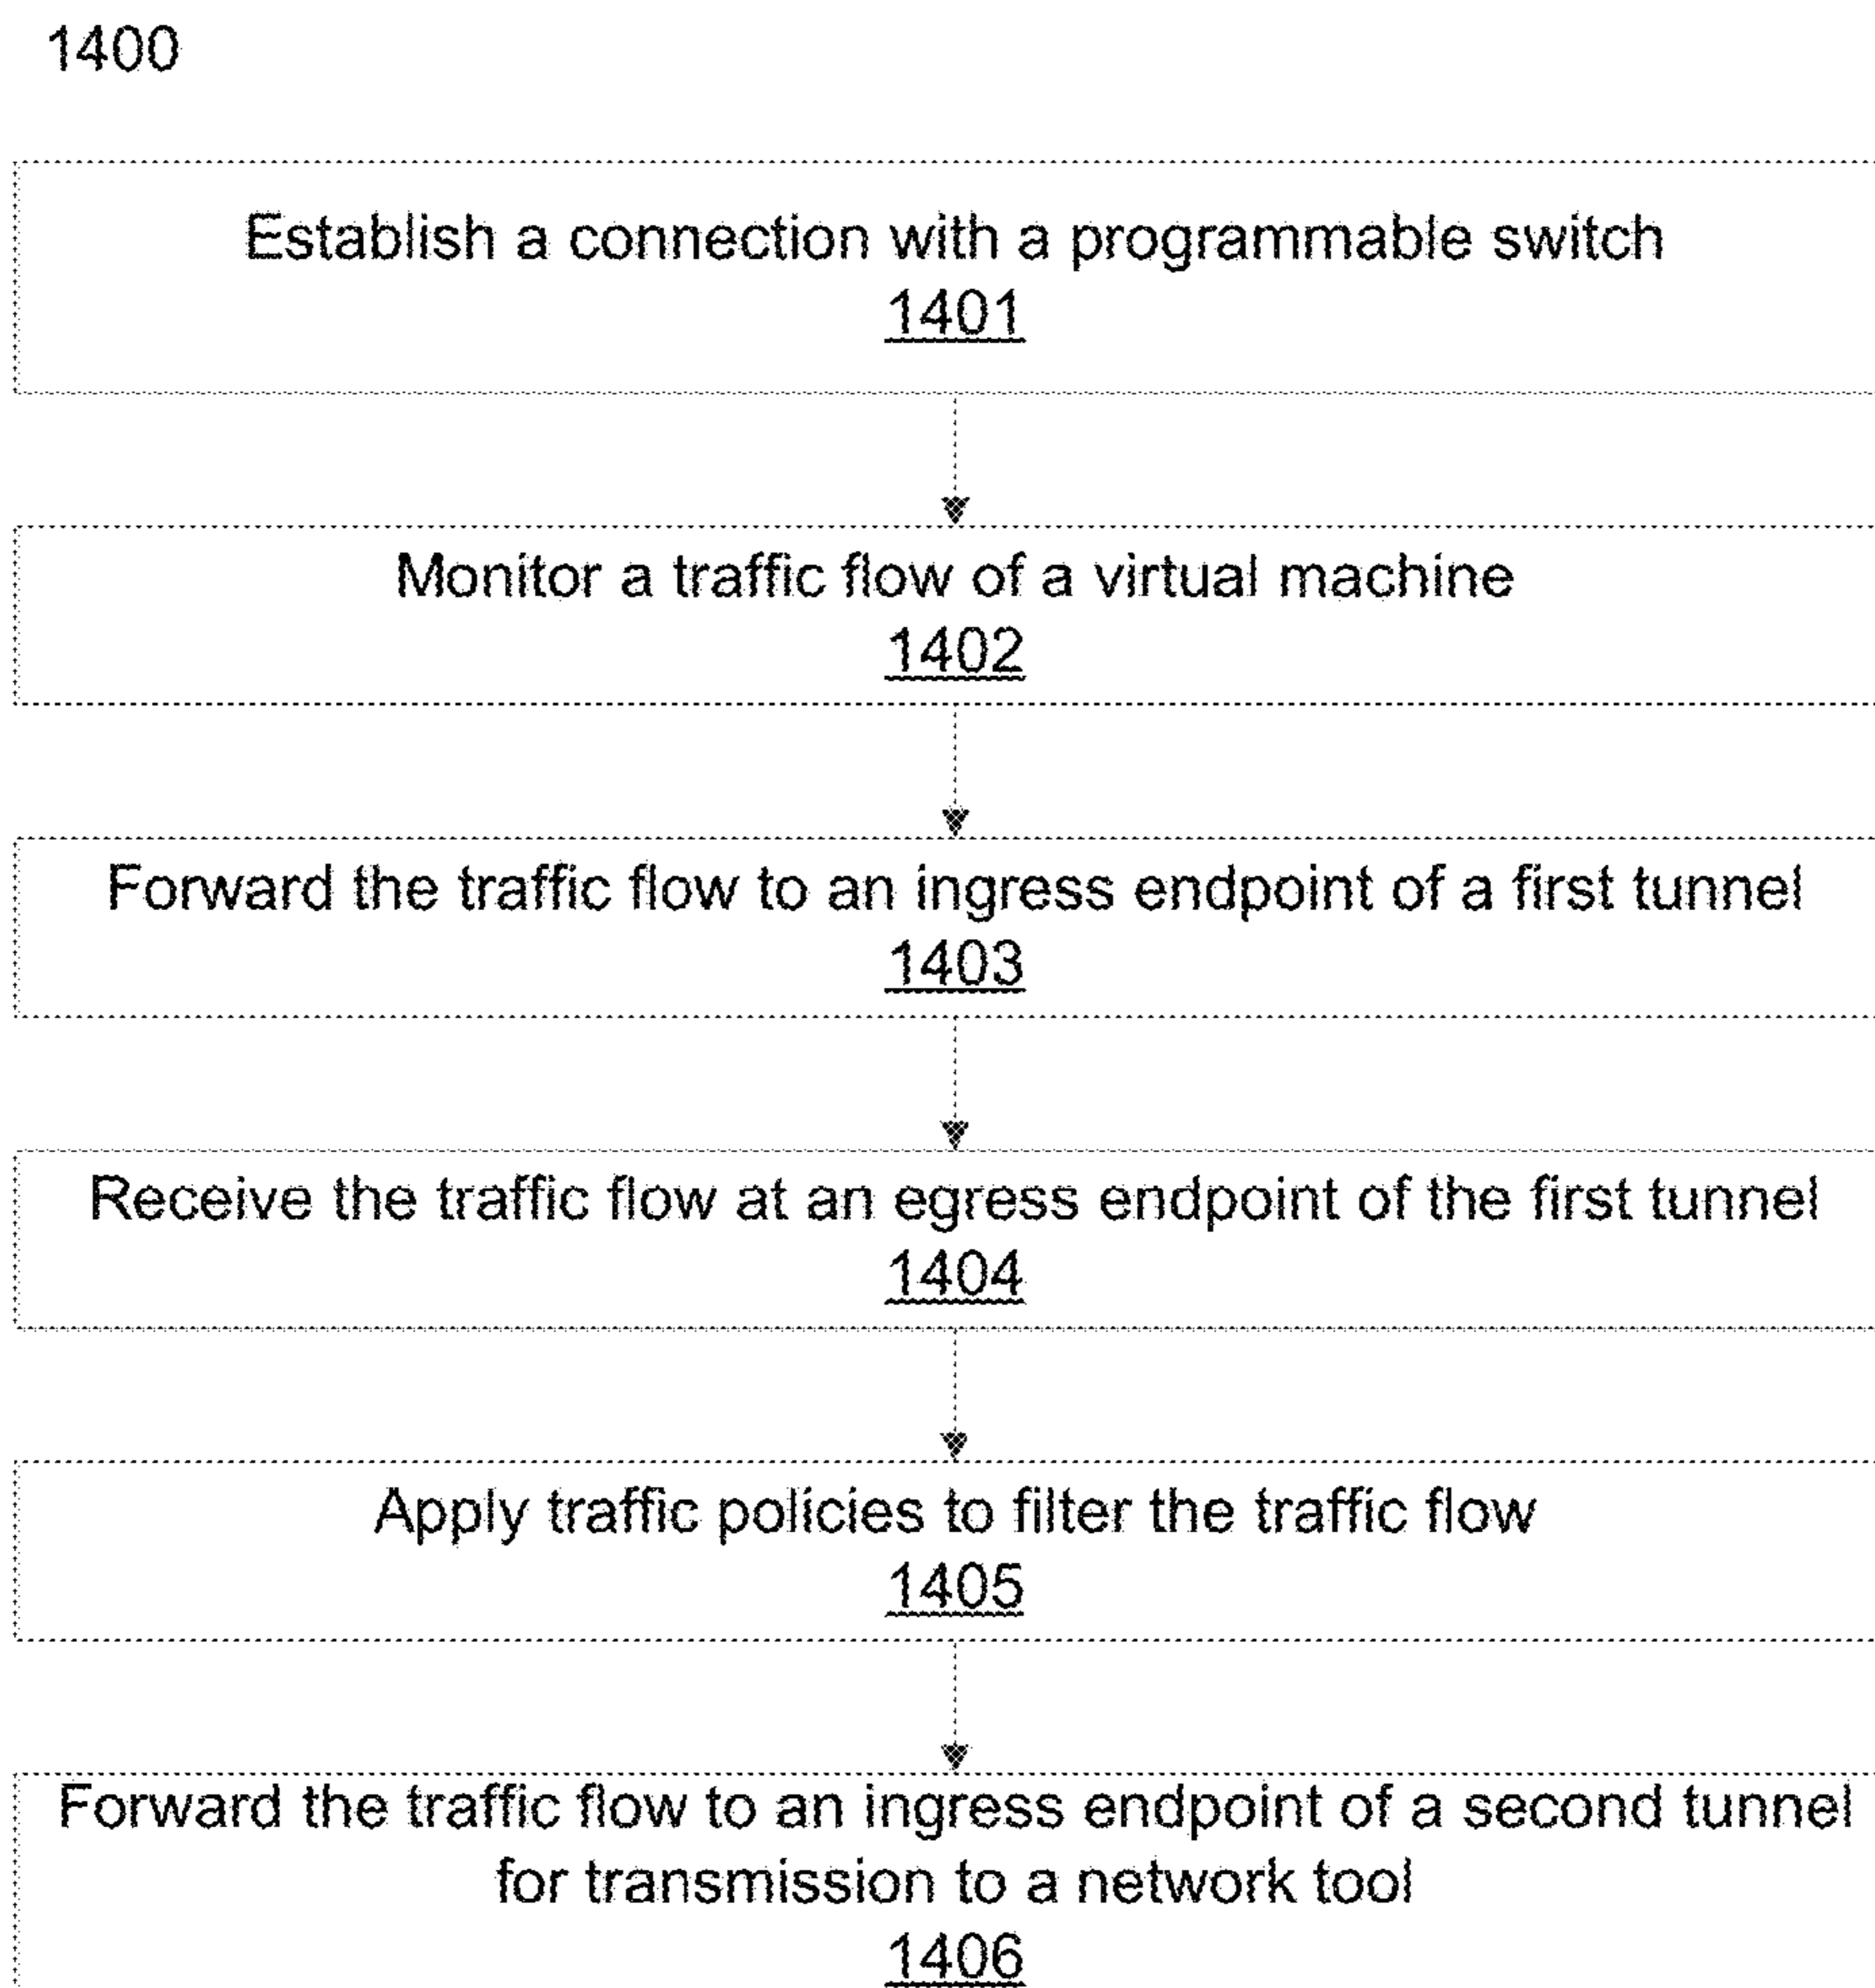 1400
Establish a connection with a programmable switch
1401
Monitor a traffic flow of a virtual machine
1402
Forward the traffic flow to an ingress endpoint of a first tunnel
1403
Receive the traffic flow at an egress endpoint of the first tunnel
1404
Apply traffic policies to filter the traffic flow
1405
Forward the traffic flow to an ingress endpoint of a second tunnel
for transmission to a network tool
1406